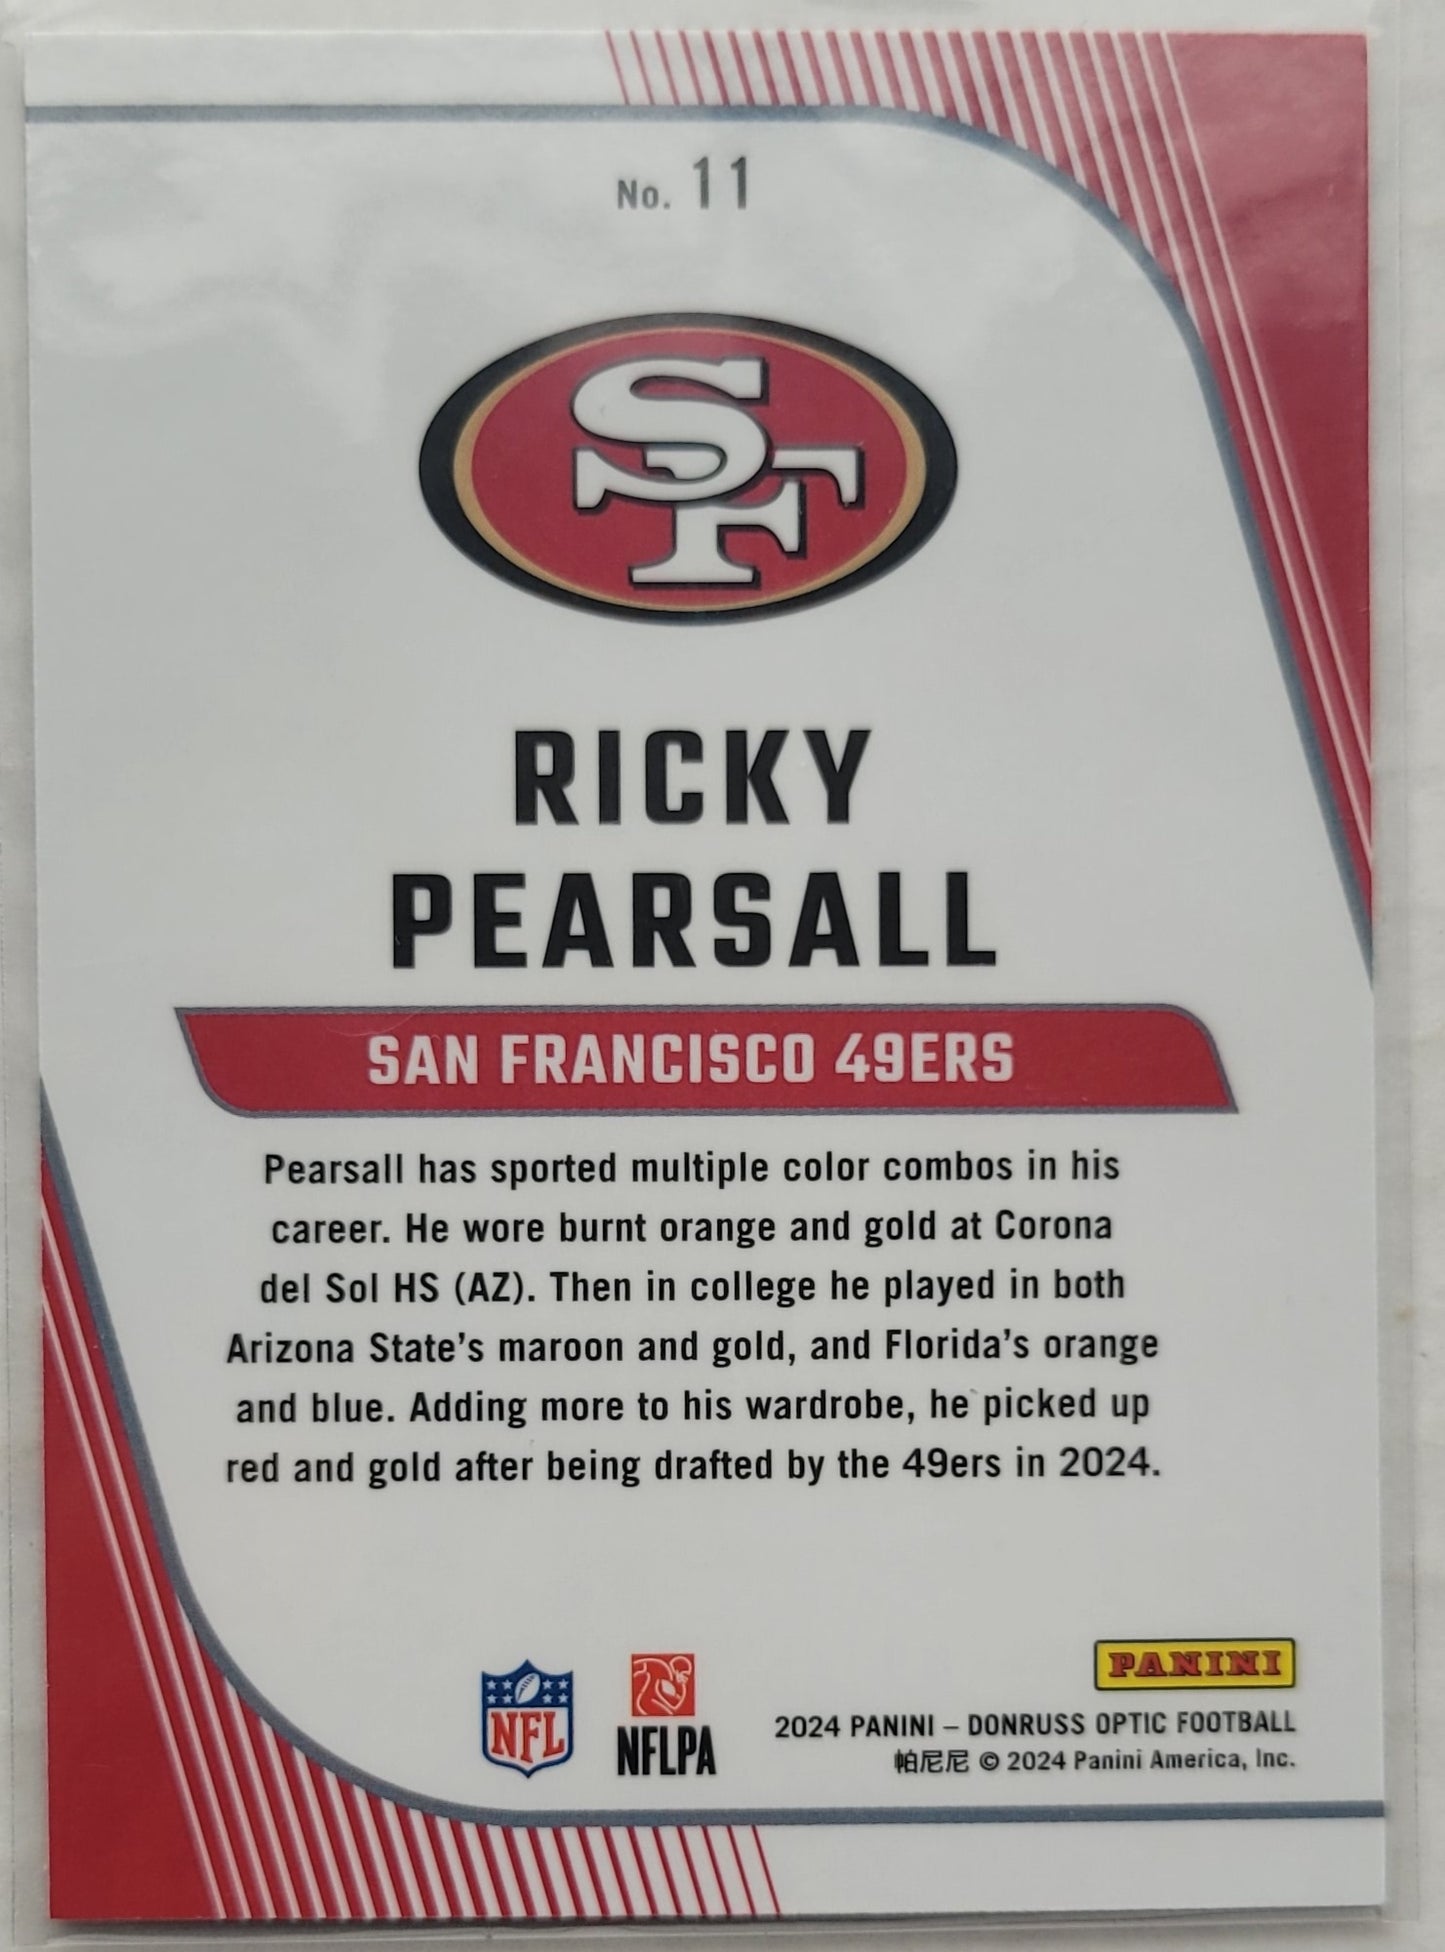 No. 11
SF
RICKY
PEARSALL
SAN FRANCISCO 49ERS
Pearsall has sported multiple color combos in his
career. He wore burnt orange and gold at Corona
del Sol HS (AZ). Then in college he played in both
Arizona State's maroon and gold, and Florida's orange
and blue. Adding more to his wardrobe, he picked up
red and gold after being drafted by the 49ers in 2024.
PANINI
NFL
NFLPA
2024 PANINI – DONRUSS OPTIC FOOTBALL
帕尼尼 © 2024 Panini America, Inc.